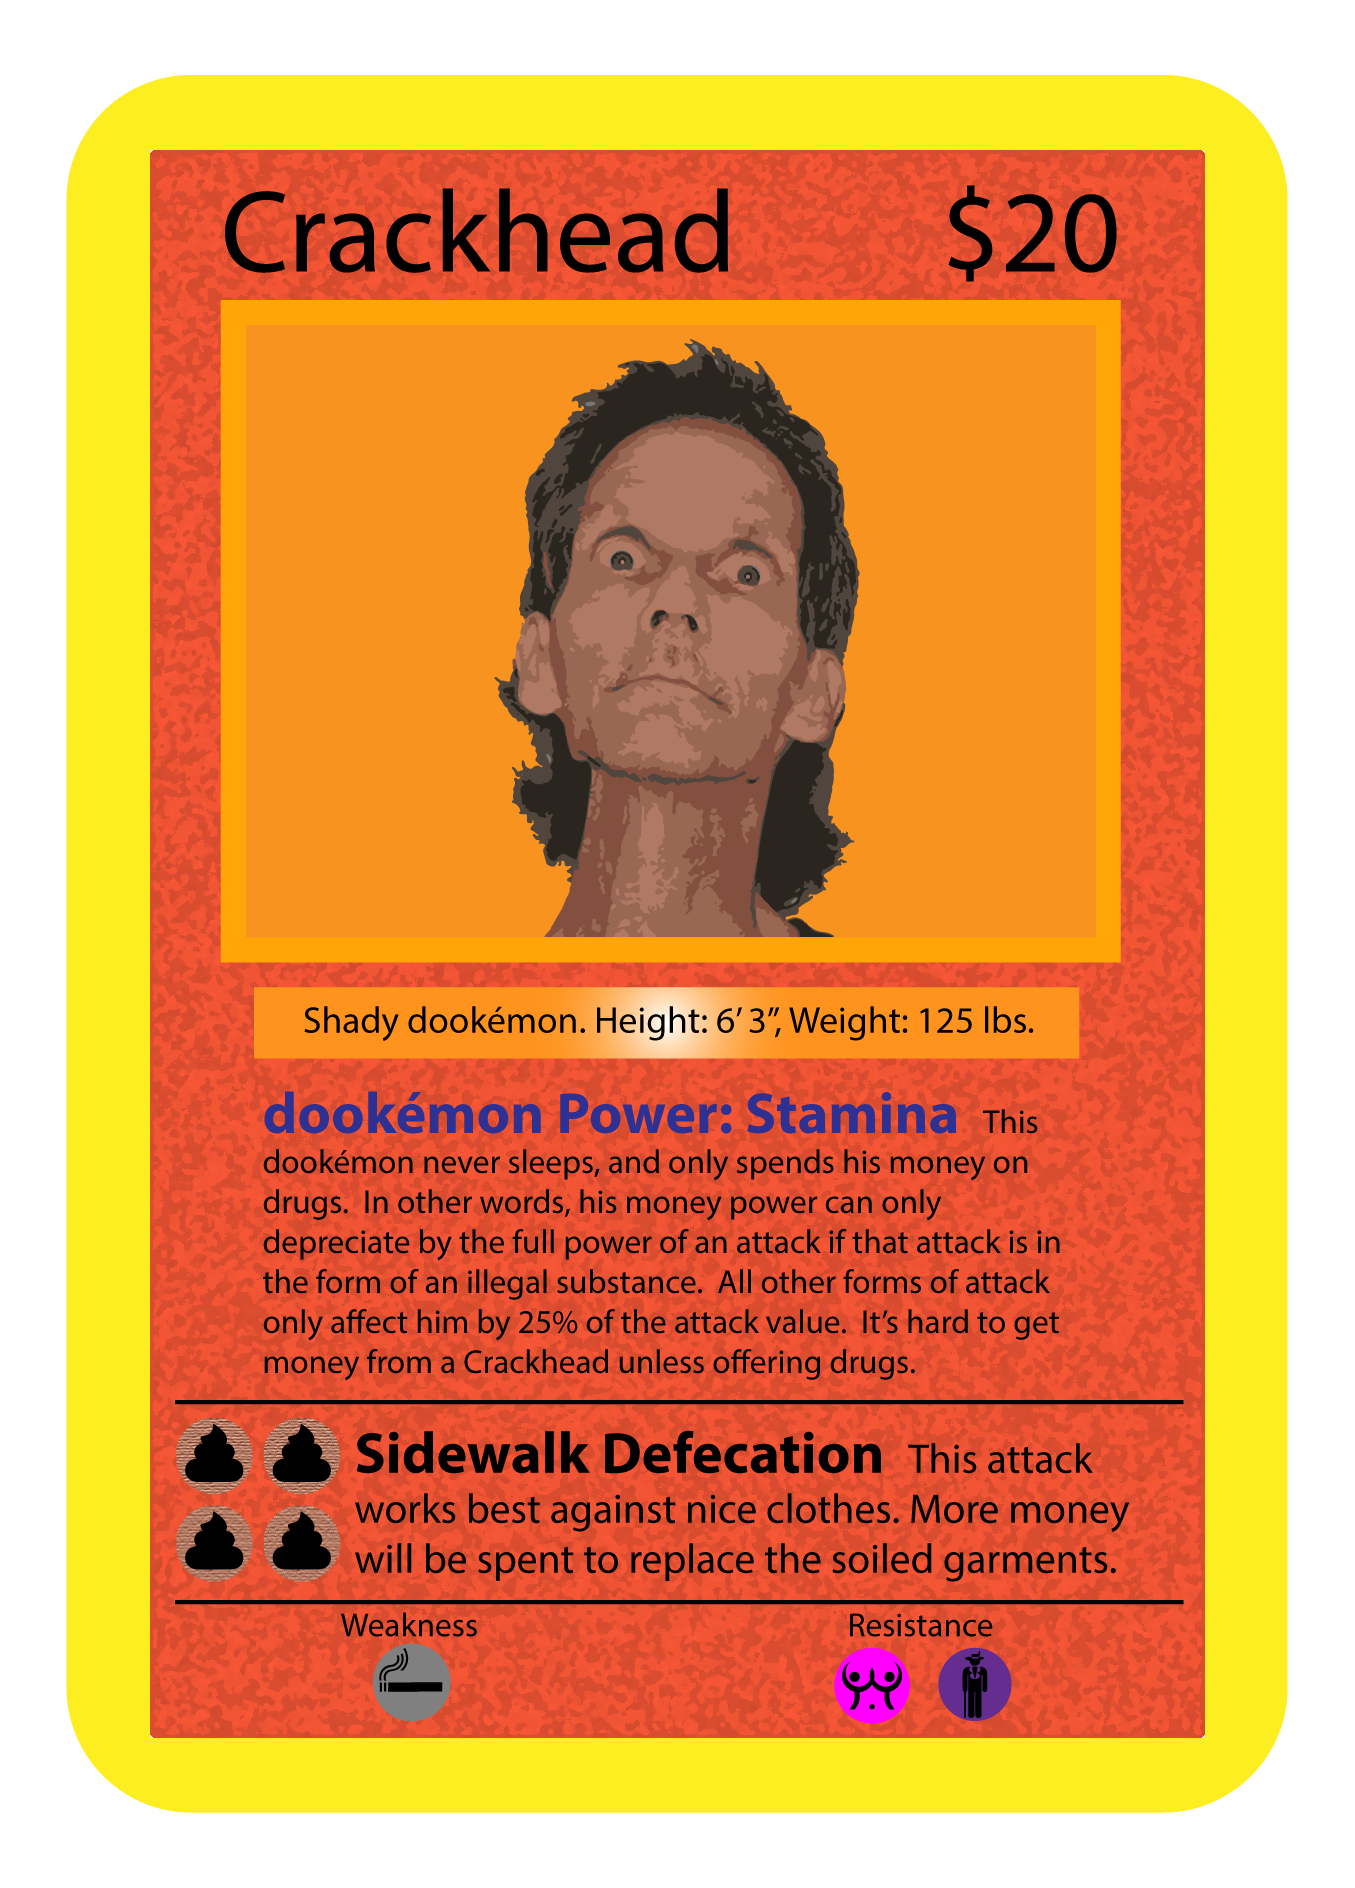 Crackhead $20
Shady dookémon. Height: 6’ 3”, Weight: 125 lbs.
dookémon Power: Stamina This
dookémon never sleeps, and only spends his money on
drugs. In other words, his money power can only
depreciate by the full power of an attack if that attack is in
the form of an illegal substance. All other forms of attack
only affect him by 25% of the attack value. It’s hard to get
money from a Crackhead unless offering drugs.
Sidewalk Defecation This attack
works best against nice clothes. More money
will be spent to replace the soiled garments.
Weakness Resistance